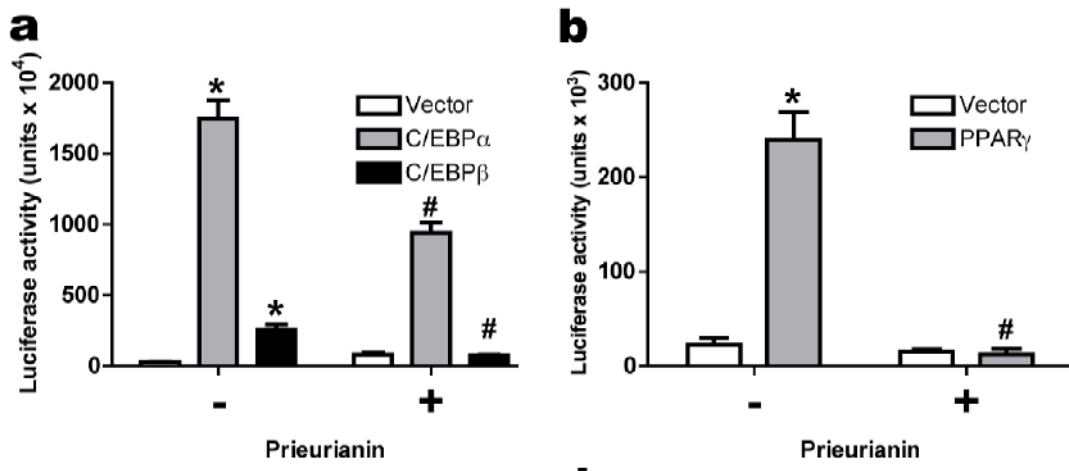 a
Luciferase activity (units x 10⁴)
2000
1500
1000
500
0
*
*
#
#
Vector
C/EBPα
C/EBPβ
-
+
Prieurianin
b
Luciferase activity (units x 10³)
300
200
100
0
*
#
Vector
PPARγ
-
+
Prieurianin